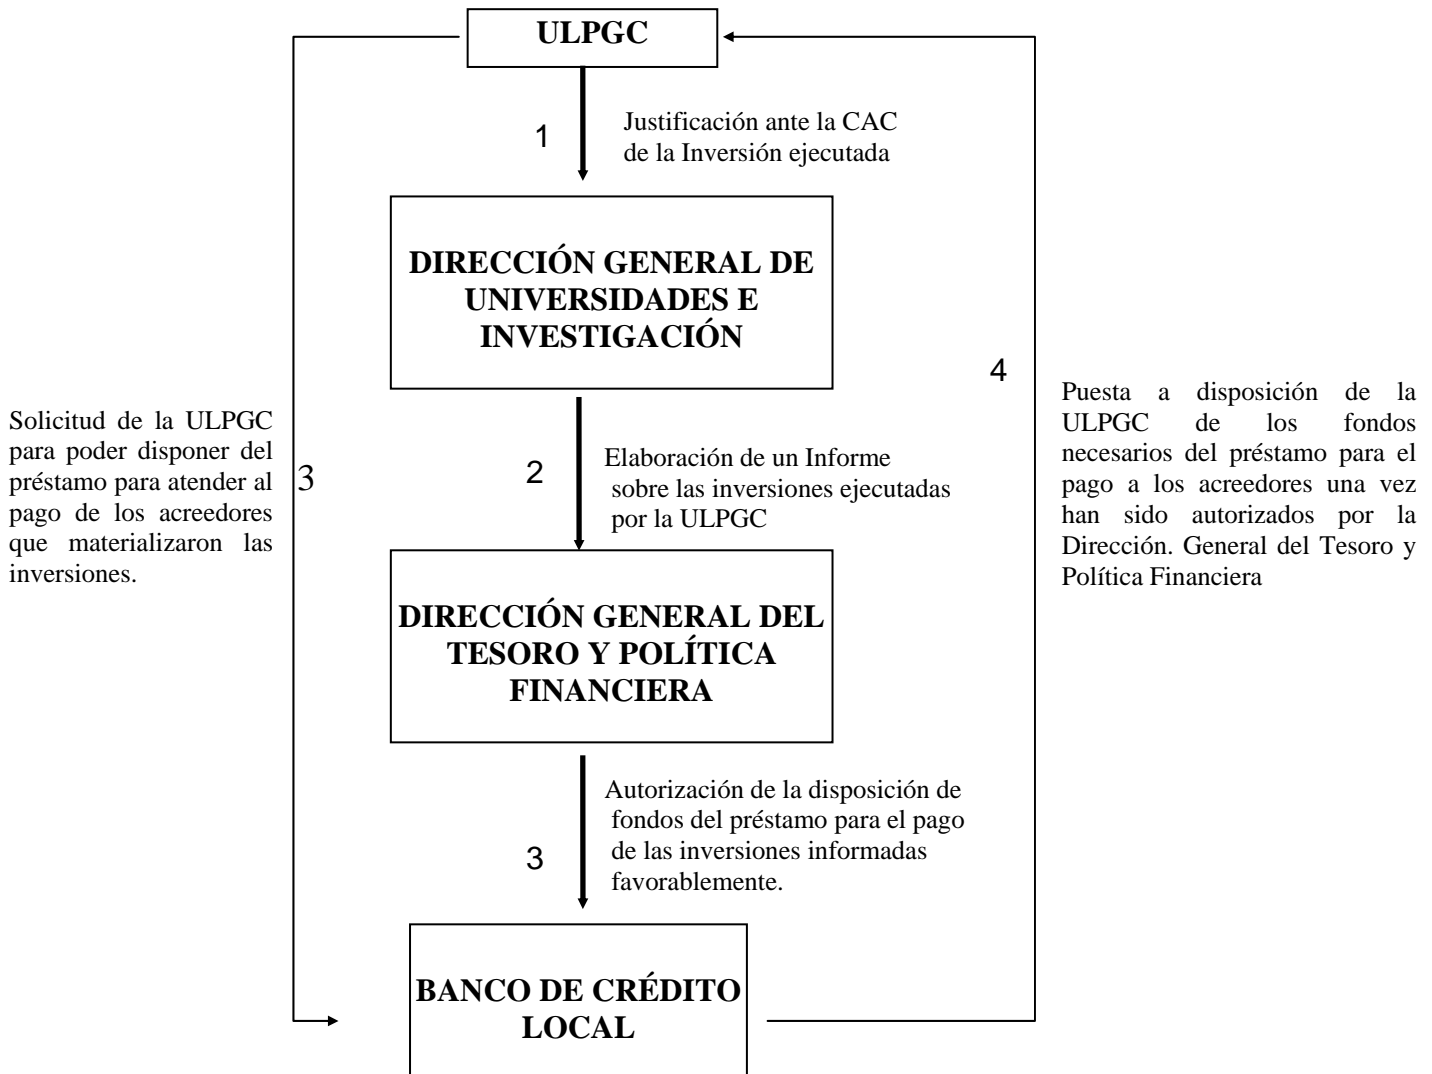 ULPGC
1
Justificación ante la CAC
de la Inversión ejecutada
DIRECCIÓN GENERAL DE
UNIVERSIDADES E
INVESTIGACIÓN
4
Solicitud de la ULPGC
para poder disponer del
préstamo para atender al
pago de los acreedores
que materializaron las
inversiones.
3
2
Elaboración de un Informe
sobre las inversiones ejecutadas
por la ULPGC
Puesta a disposición de la
ULPGC de los fondos
necesarios del préstamo para el
pago a los acreedores una vez
han sido autorizados por la
Dirección. General del Tesoro y
Política Financiera
DIRECCIÓN GENERAL DEL
TESORO Y POLÍTICA
FINANCIERA
3
Autorización de la disposición de
fondos del préstamo para el pago
de las inversiones informadas
favorablemente.
BANCO DE CRÉDITO
LOCAL